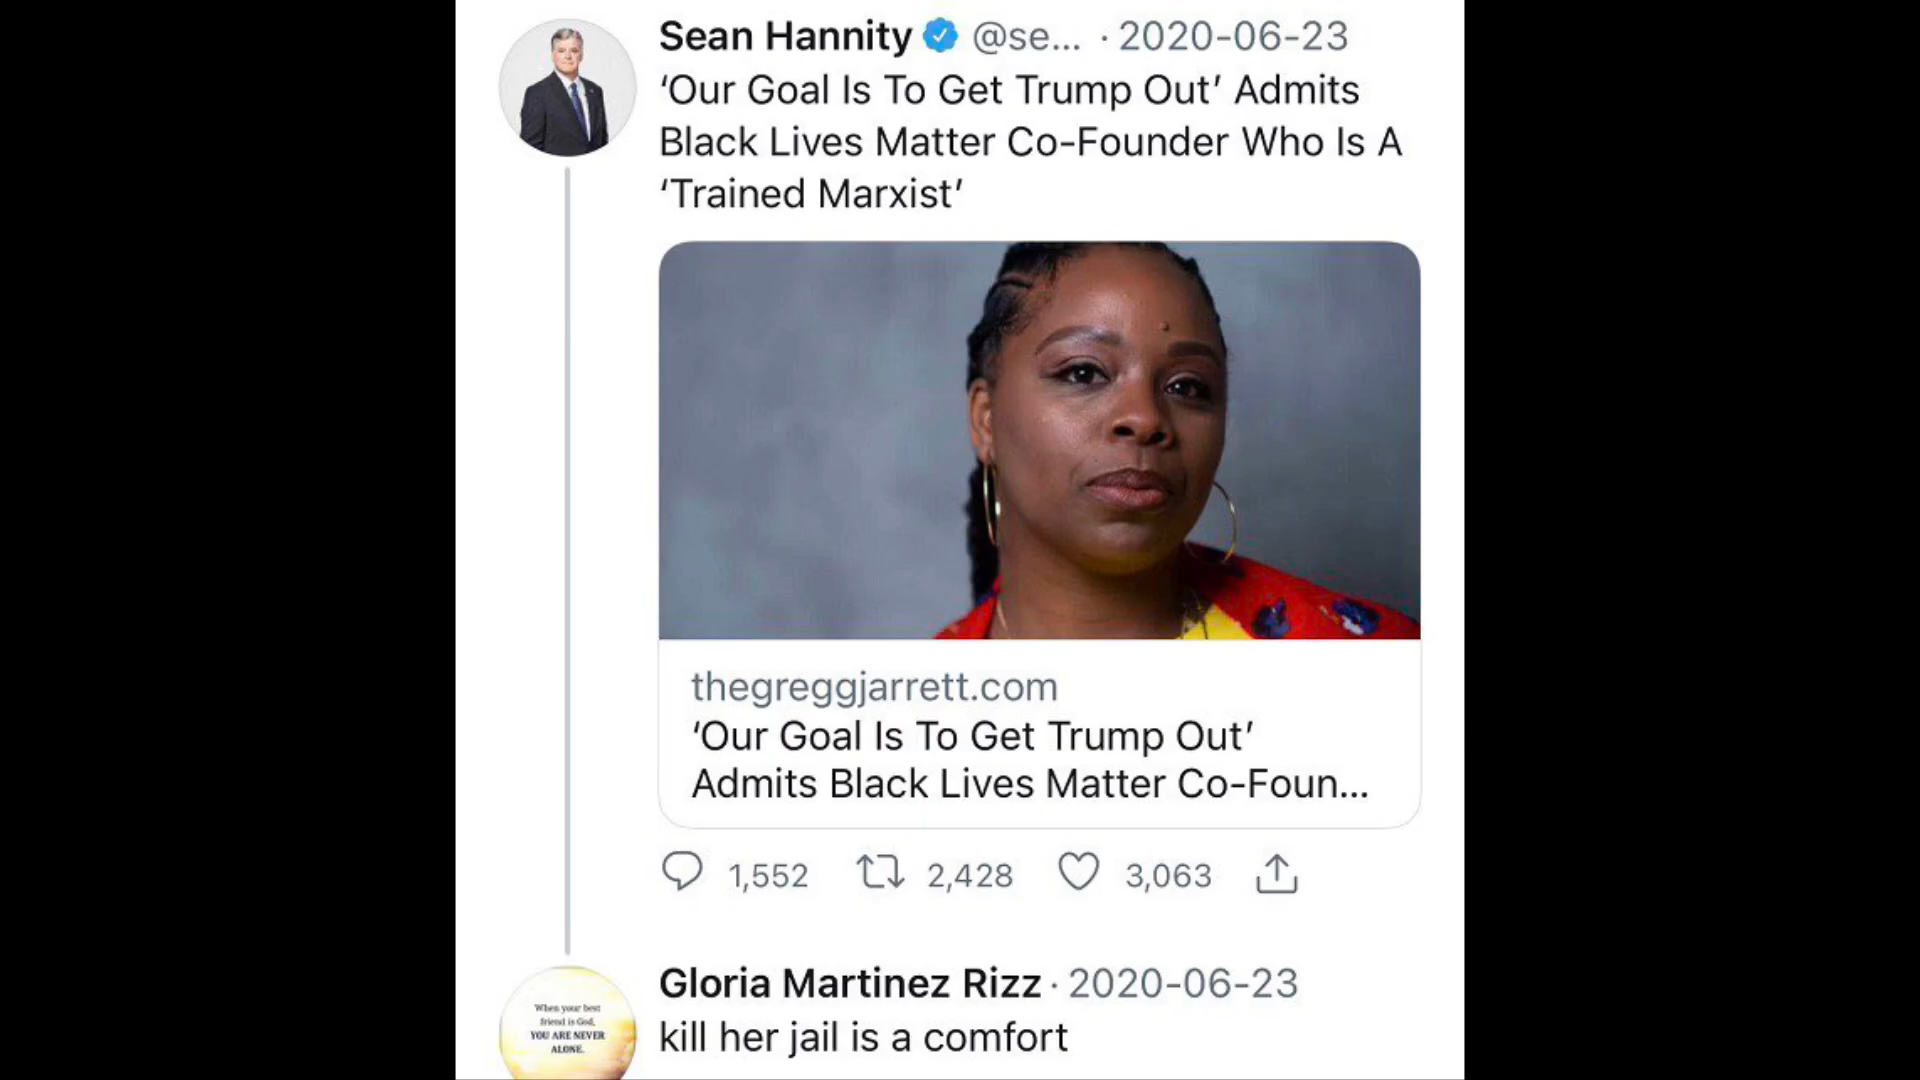 Sean Hannity @se... · 2020-06-23
‘Our Goal Is To Get Trump Out’ Admits
Black Lives Matter Co-Founder Who Is A
‘Trained Marxist’
thegreggjarrett.com
‘Our Goal Is To Get Trump Out’
Admits Black Lives Matter Co-Foun...
1,552 2,428 3,063
Gloria Martinez Rizz · 2020-06-23
kill her jail is a comfort
When your best
friend is God,
YOU ARE NEVER
ALONE.